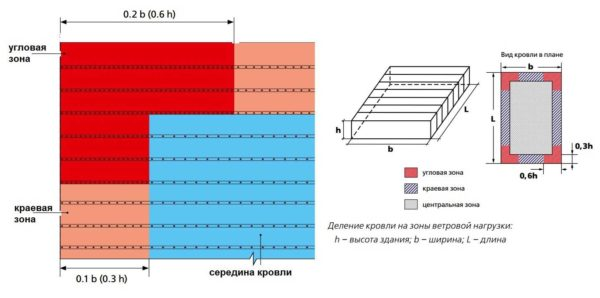 0.2 b (0.6 h)
угловая
зона
краевая
зона
середина кровли
0.1 b (0.3 h)
h
b
L
Вид кровли в плане
b
L
0,3h
0,6h
угловая зона
краевая зона
центральная зона
Деление кровли на зоны ветровой нагрузки:
h – высота здания; b – ширина; L – длина